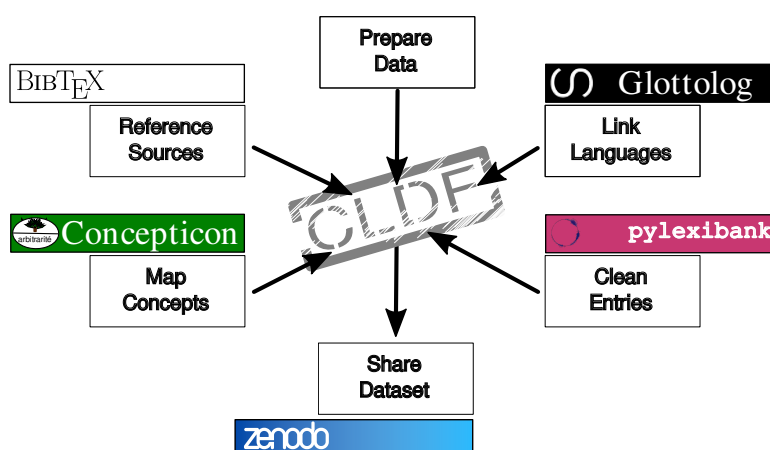 Prepare
Data
BIBTEX
Glottolog
Reference
Sources
Link
Languages
CLDF
arbitrarité
Concepticon
pylexibank
Map
Concepts
Clean
Entries
Share
Dataset
zenodo